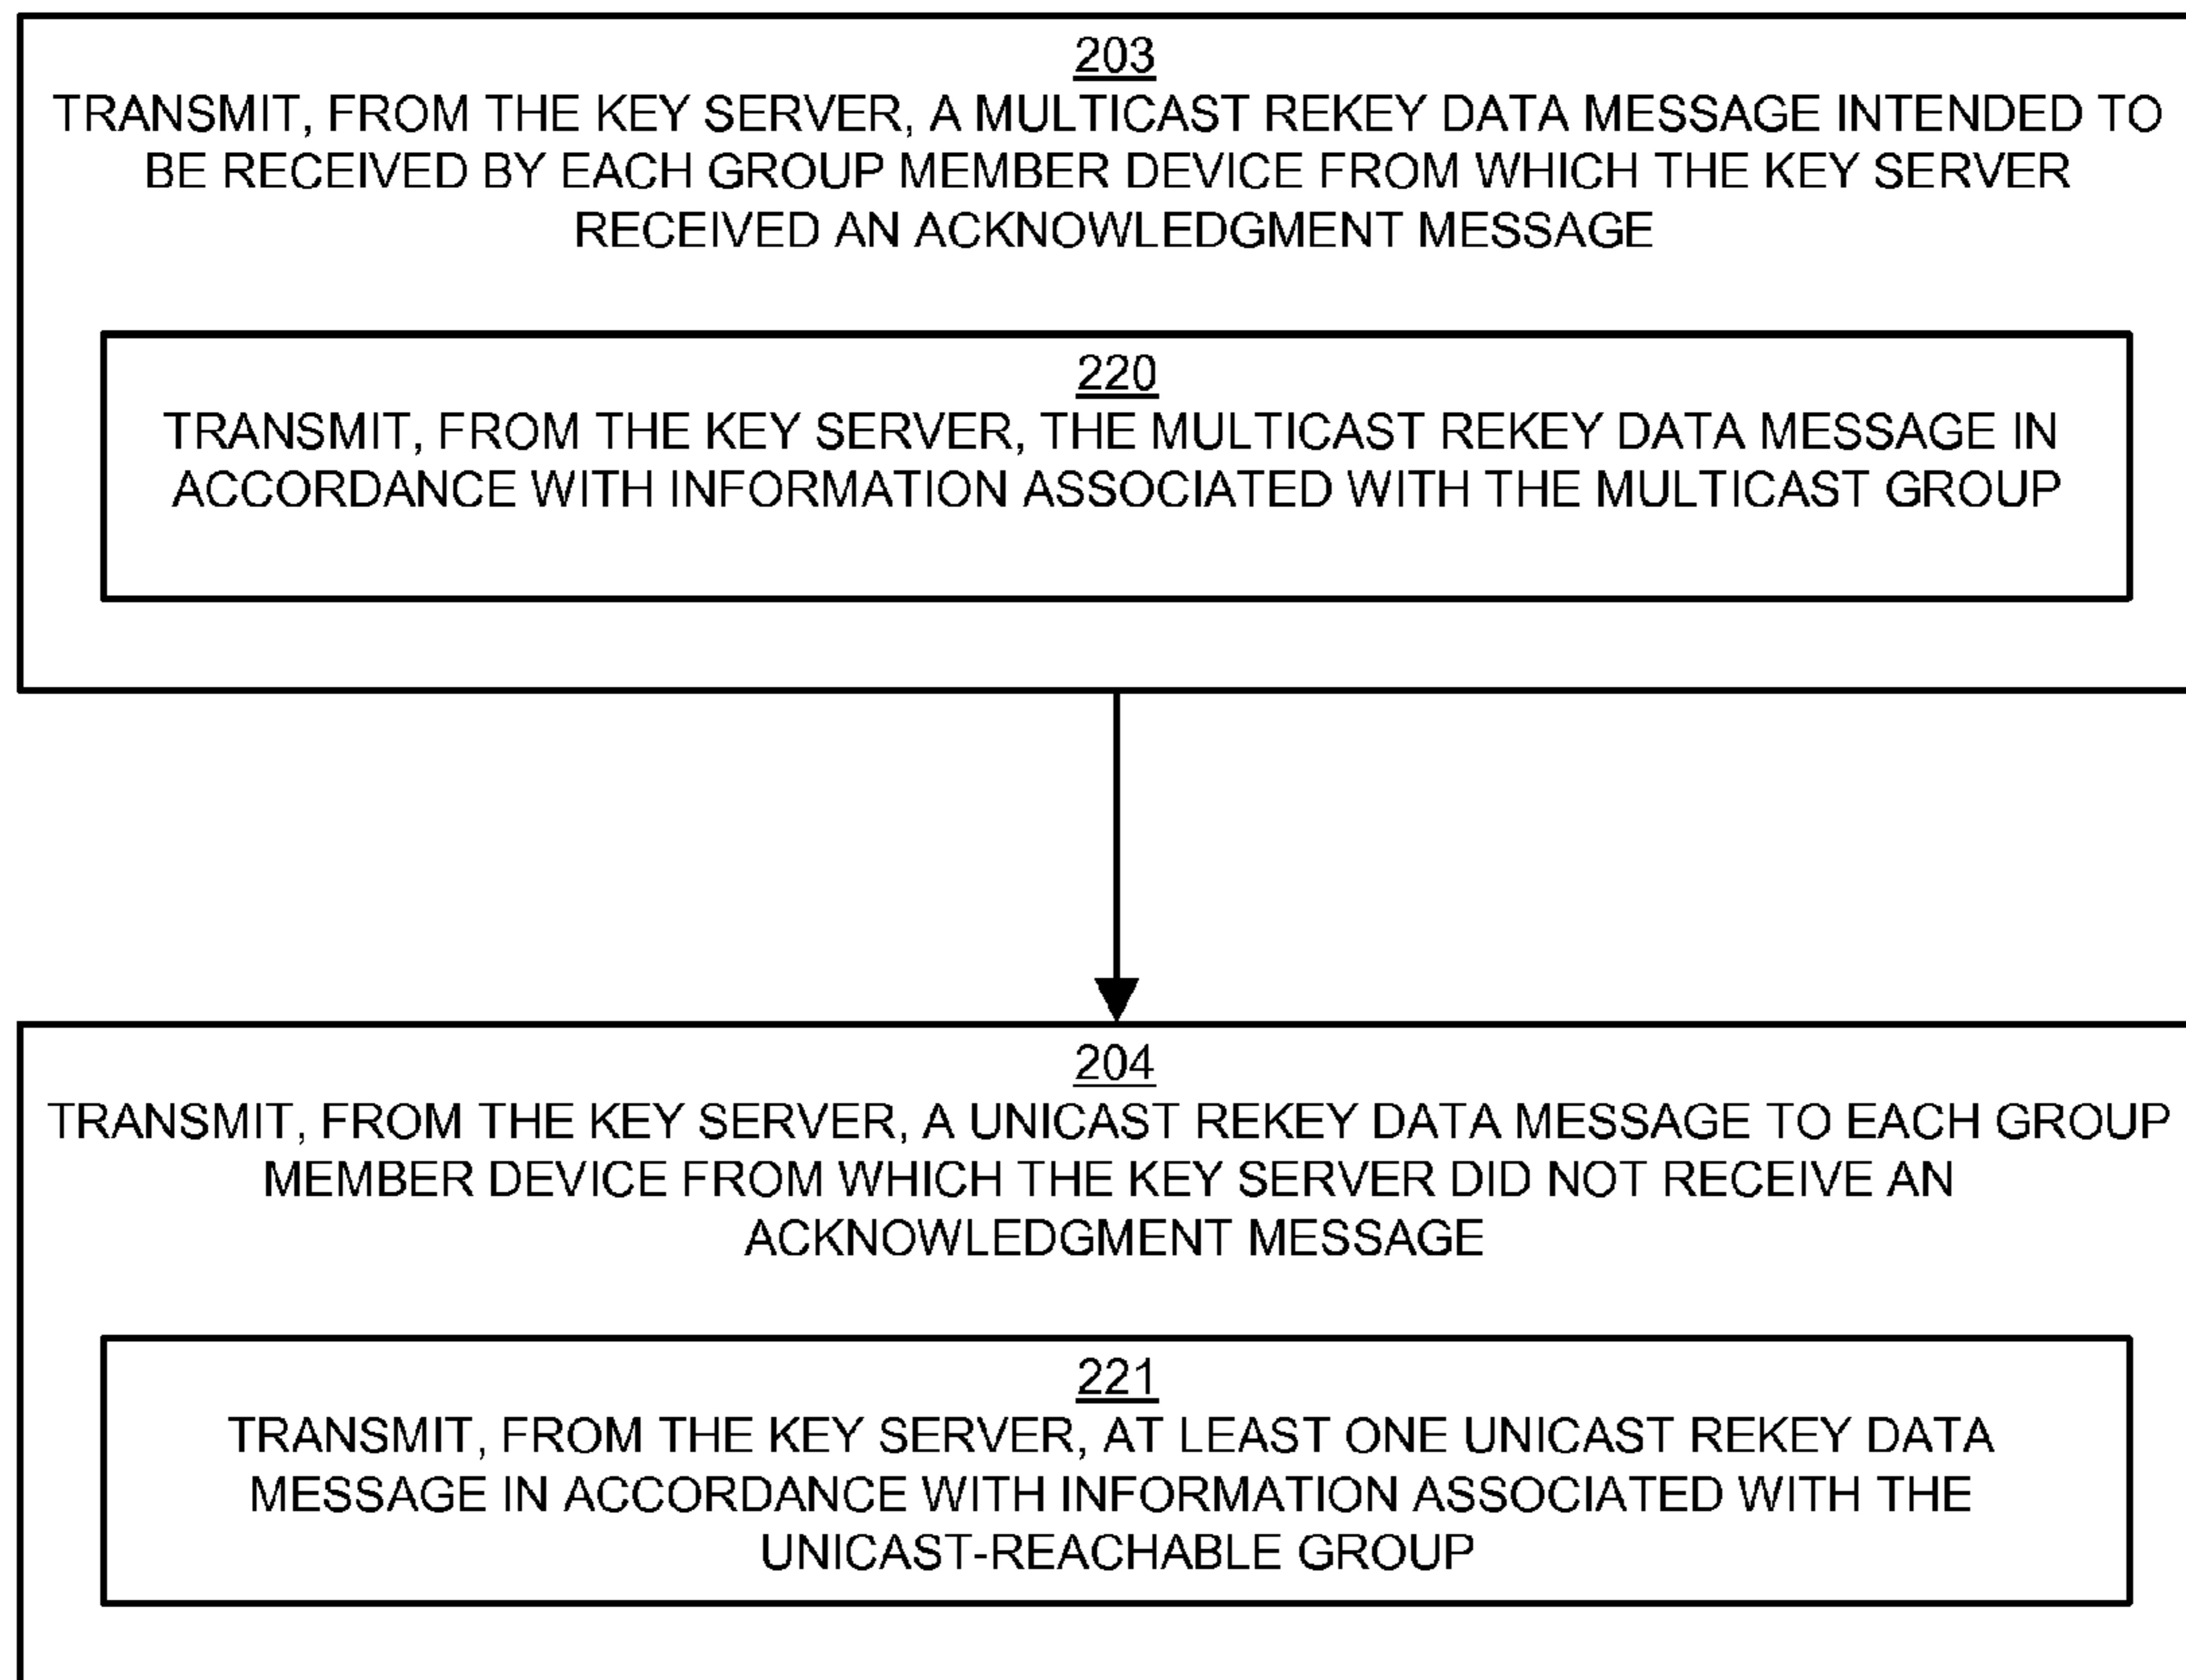 203
TRANSMIT, FROM THE KEY SERVER, A MULTICAST REKEY DATA MESSAGE INTENDED TO
BE RECEIVED BY EACH GROUP MEMBER DEVICE FROM WHICH THE KEY SERVER
RECEIVED AN ACKNOWLEDGMENT MESSAGE
220
TRANSMIT, FROM THE KEY SERVER, THE MULTICAST REKEY DATA MESSAGE IN
ACCORDANCE WITH INFORMATION ASSOCIATED WITH THE MULTICAST GROUP
204
TRANSMIT, FROM THE KEY SERVER, A UNICAST REKEY DATA MESSAGE TO EACH GROUP
MEMBER DEVICE FROM WHICH THE KEY SERVER DID NOT RECEIVE AN
ACKNOWLEDGMENT MESSAGE
221
TRANSMIT, FROM THE KEY SERVER, AT LEAST ONE UNICAST REKEY DATA
MESSAGE IN ACCORDANCE WITH INFORMATION ASSOCIATED WITH THE
UNICAST-REACHABLE GROUP